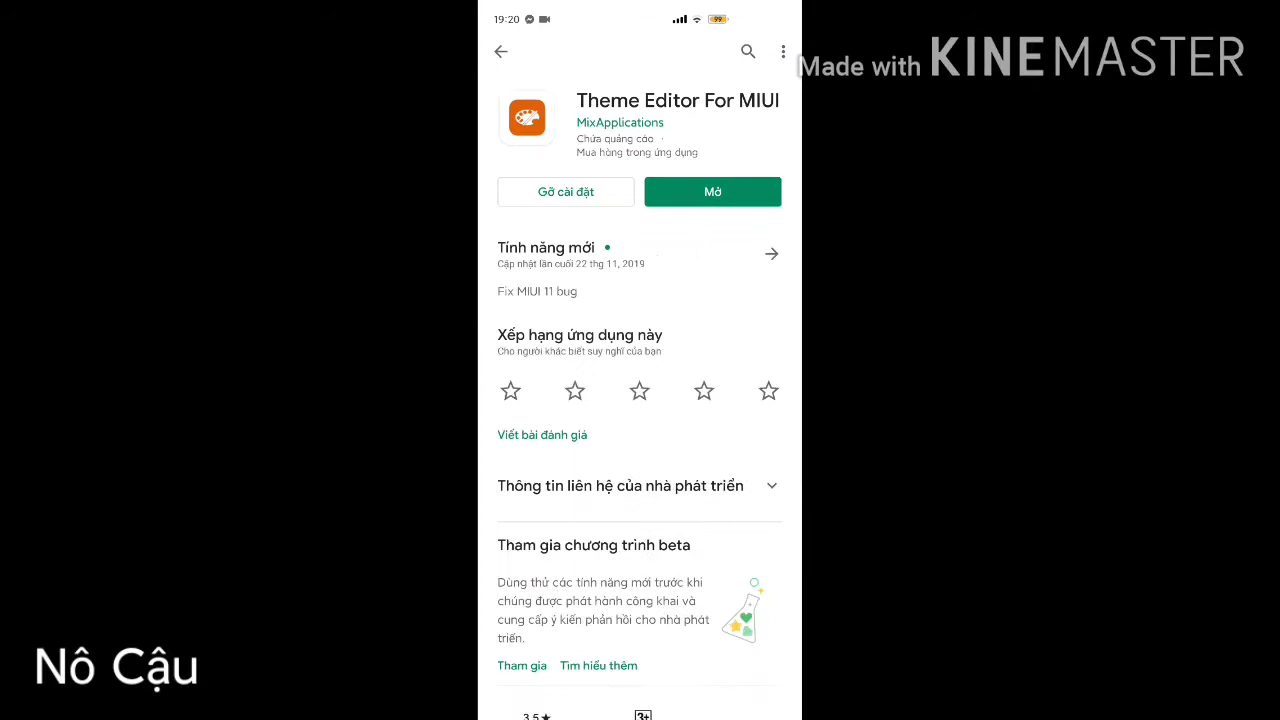 19:20
99
Made with KINEMASTER
Theme Editor For MIUI
MixApplications
Chứa quảng cáo ·
Mua hàng trong ứng dụng
Gỡ cài đặt
Mở
Tính năng mới •
Cập nhật lần cuối 22 thg 11, 2019
Fix MIUI 11 bug
Xếp hạng ứng dụng này
Cho người khác biết suy nghĩ của bạn
Viết bài đánh giá
Thông tin liên hệ của nhà phát triển
Tham gia chương trình beta
Dùng thử các tính năng mới trước khi
chúng được phát hành công khai và
cung cấp ý kiến phản hồi cho nhà phát
triển.
Nô Cậu
Tham gia
Tìm hiểu thêm
3,5★
3+